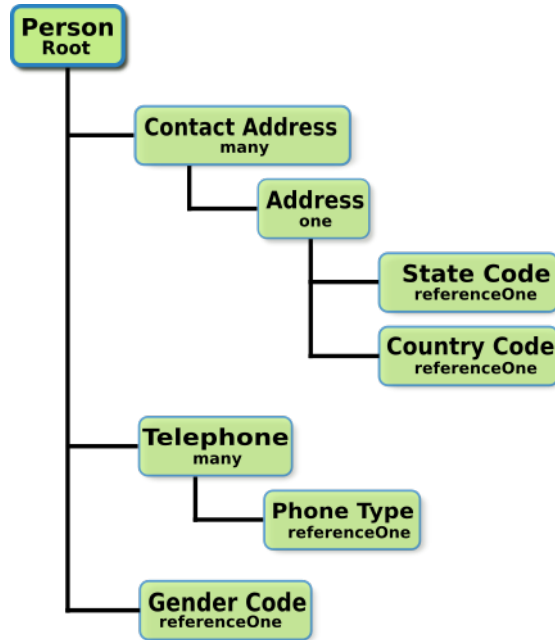 Person
Root
Contact Address
many
Address
one
State Code
referenceOne
Country Code
referenceOne
Telephone
many
Phone Type
referenceOne
Gender Code
referenceOne